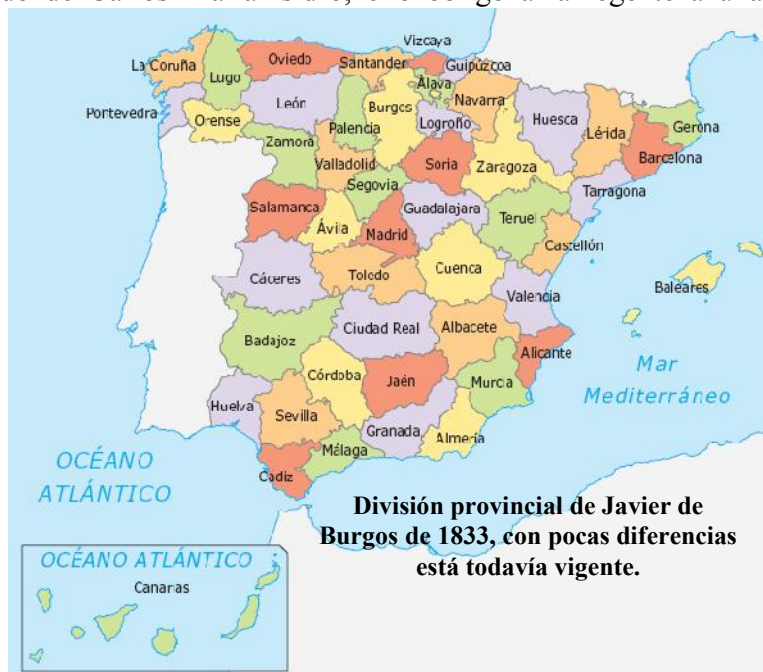 Vizcaya
La Coruña
Lugo
Oviedo
Santander
Guipúzcoa
Álava
Navarra
Portevedra
Orense
León
Palencia
Burgos
Logroño
Huesca
Lérida
Gerona
Barcelona
Zamora
Valladolid
Soria
Zaragoza
Tarragona
Segovia
Salamanca
Ávila
Madrid
Guadalajara
Teruel
Castellón
Cáceres
Toledo
Cuenca
Valencia
Baleares
Badajoz
Ciudad Real
Albacete
Alicante
Mar
Mediterráneo
Córdoba
Jaén
Murcia
Huelva
Sevilla
Granada
Almería
Málaga
Cádiz
OCÉANO
ATLÁNTICO
División provincial de Javier de
Burgos de 1833, con pocas diferencias
está todavía vigente.
OCÉANO ATLÁNTICO
Canarias